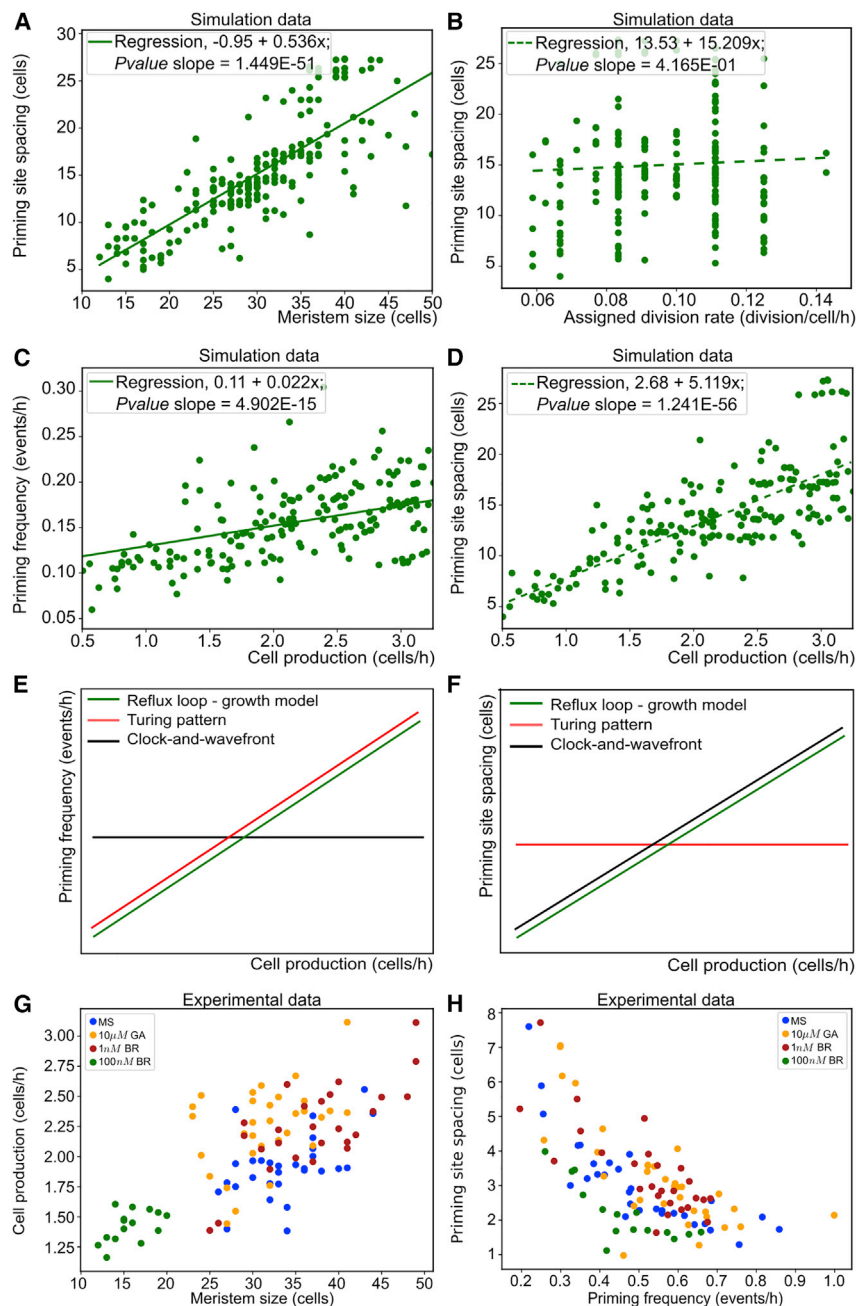 A
Simulation data
Regression, -0.95 + 0.536x;
Pvalue slope = 1.449E-51
Priming site spacing (cells)
30
25
20
15
10
5
10 15 20 25 30 35 40 45 50
Meristem size (cells)
B
Simulation data
Regression, 13.53 + 15.209x;
Pvalue slope = 4.165E-01
Priming site spacing (cells)
25
20
15
10
5
0.06 0.08 0.10 0.12 0.14
Assigned division rate (division/cell/h)
C
Simulation data
Regression, 0.11 + 0.022x;
Pvalue slope = 4.902E-15
Priming frequency (events/h)
0.30
0.25
0.20
0.15
0.10
0.05
0.5 1.0 1.5 2.0 2.5 3.0
Cell production (cells/h)
D
Simulation data
Regression, 2.68 + 5.119x;
Pvalue slope = 1.241E-56
Priming site spacing (cells)
25
20
15
10
5
0.5 1.0 1.5 2.0 2.5 3.0
Cell production (cells/h)
E
Reflux loop - growth model
Turing pattern
Clock-and-wavefront
Priming frequency (events/h)
Cell production (cells/h)
F
Reflux loop - growth model
Turing pattern
Clock-and-wavefront
Priming site spacing (cells)
Cell production (cells/h)
G
Experimental data
MS
10μM GA
1nM BR
100nM BR
Cell production (cells/h)
3.00
2.75
2.50
2.25
2.00
1.75
1.50
1.25
10 15 20 25 30 35 40 45 50
Meristem size (cells)
H
Experimental data
MS
10μM GA
1nM BR
100nM BR
Priming site spacing (cells)
8
7
6
5
4
3
2
1
0.2 0.3 0.4 0.5 0.6 0.7 0.8 0.9 1.0
Priming frequency (events/h)